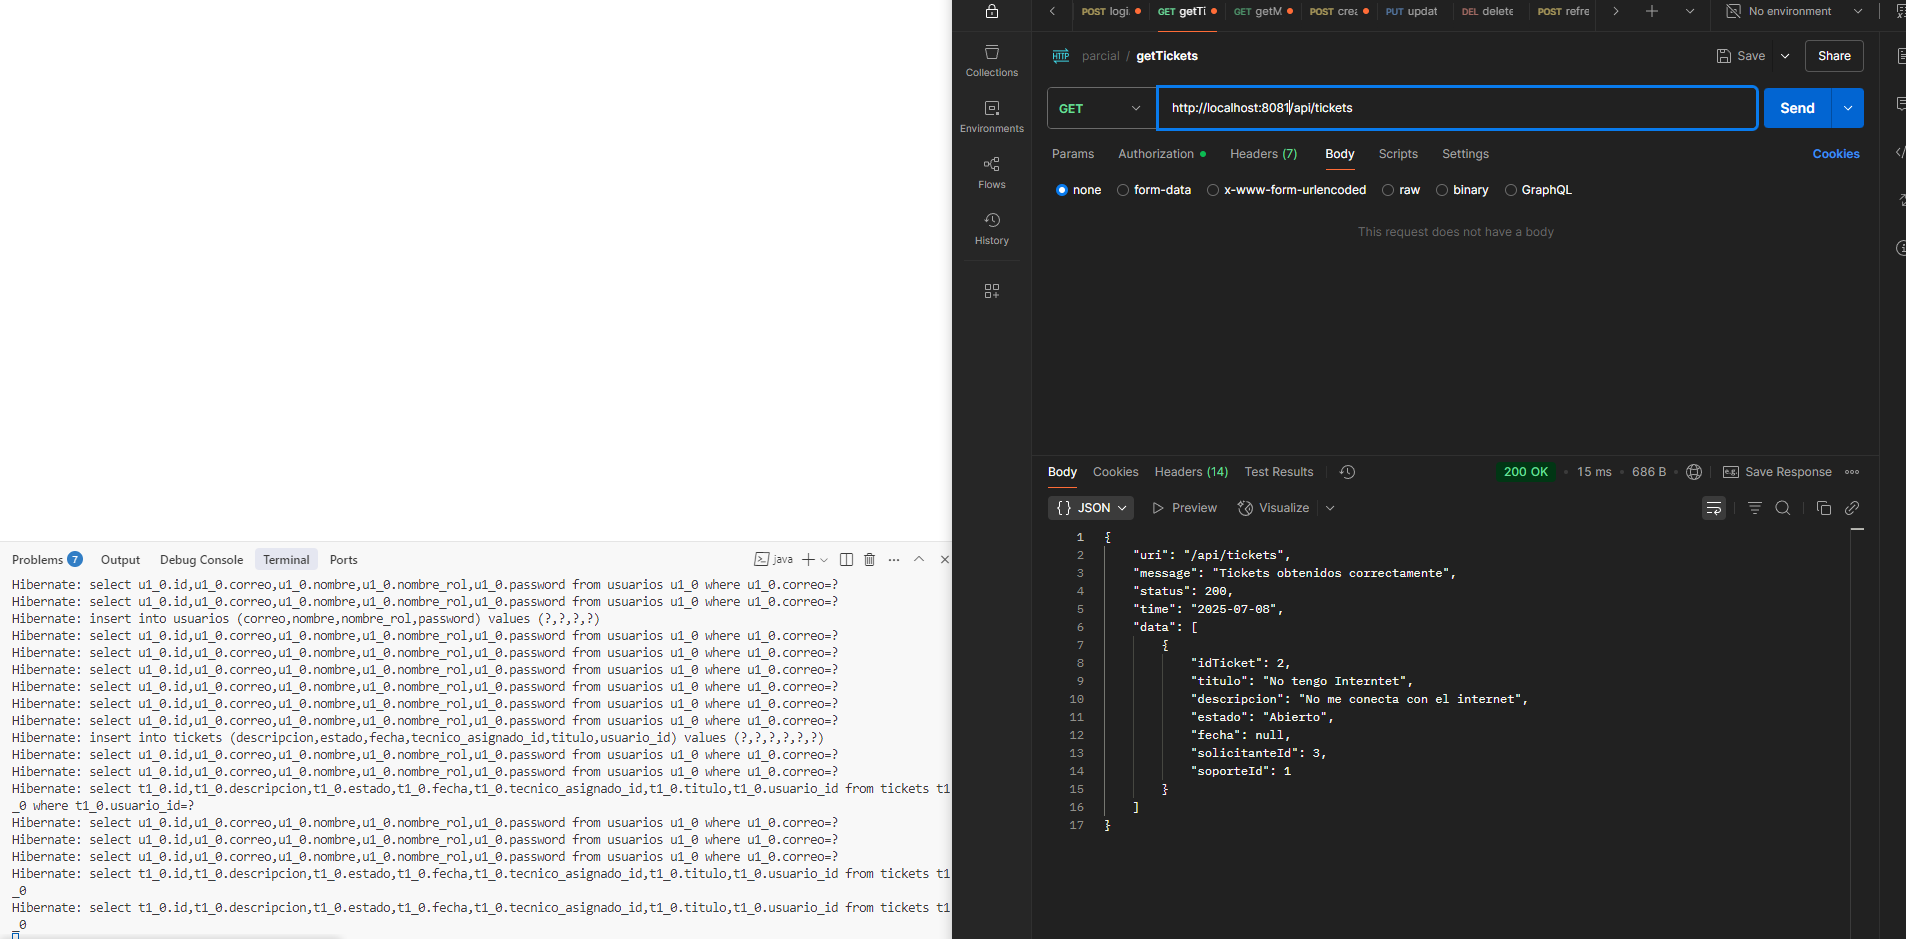 Problems 7 Output Debug Console Terminal Ports java
Hibernate: select u1_0.id,u1_0.correo,u1_0.nombre,u1_0.nombre_rol,u1_0.password from usuarios u1_0 where u1_0.correo=?
Hibernate: select u1_0.id,u1_0.correo,u1_0.nombre,u1_0.nombre_rol,u1_0.password from usuarios u1_0 where u1_0.correo=?
Hibernate: insert into usuarios (correo,nombre,nombre_rol,password) values (?,?,?,?)
Hibernate: select u1_0.id,u1_0.correo,u1_0.nombre,u1_0.nombre_rol,u1_0.password from usuarios u1_0 where u1_0.correo=?
Hibernate: select u1_0.id,u1_0.correo,u1_0.nombre,u1_0.nombre_rol,u1_0.password from usuarios u1_0 where u1_0.correo=?
Hibernate: select u1_0.id,u1_0.correo,u1_0.nombre,u1_0.nombre_rol,u1_0.password from usuarios u1_0 where u1_0.correo=?
Hibernate: select u1_0.id,u1_0.correo,u1_0.nombre,u1_0.nombre_rol,u1_0.password from usuarios u1_0 where u1_0.correo=?
Hibernate: select u1_0.id,u1_0.correo,u1_0.nombre,u1_0.nombre_rol,u1_0.password from usuarios u1_0 where u1_0.correo=?
Hibernate: select u1_0.id,u1_0.correo,u1_0.nombre,u1_0.nombre_rol,u1_0.password from usuarios u1_0 where u1_0.correo=?
Hibernate: insert into tickets (descripcion,estado,fecha,tecnico_asignado_id,titulo,usuario_id) values (?,?,?,?,?,?)
Hibernate: select u1_0.id,u1_0.correo,u1_0.nombre,u1_0.nombre_rol,u1_0.password from usuarios u1_0 where u1_0.correo=?
Hibernate: select u1_0.id,u1_0.correo,u1_0.nombre,u1_0.nombre_rol,u1_0.password from usuarios u1_0 where u1_0.correo=?
Hibernate: select t1_0.id,t1_0.descripcion,t1_0.estado,t1_0.fecha,t1_0.tecnico_asignado_id,t1_0.titulo,t1_0.usuario_id from tickets t1
_0 where t1_0.usuario_id=?
Hibernate: select u1_0.id,u1_0.correo,u1_0.nombre,u1_0.nombre_rol,u1_0.password from usuarios u1_0 where u1_0.correo=?
Hibernate: select u1_0.id,u1_0.correo,u1_0.nombre,u1_0.nombre_rol,u1_0.password from usuarios u1_0 where u1_0.correo=?
Hibernate: select u1_0.id,u1_0.correo,u1_0.nombre,u1_0.nombre_rol,u1_0.password from usuarios u1_0 where u1_0.correo=?
Hibernate: select t1_0.id,t1_0.descripcion,t1_0.estado,t1_0.fecha,t1_0.tecnico_asignado_id,t1_0.titulo,t1_0.usuario_id from tickets t1
_0
Hibernate: select t1_0.id,t1_0.descripcion,t1_0.estado,t1_0.fecha,t1_0.tecnico_asignado_id,t1_0.titulo,t1_0.usuario_id from tickets t1
_0
Collections
Environments
Flows
History
POST logi GET getTi GET getM POST crea PUT updat DEL delete POST refre No environment
HTTP parcial / getTickets Save Share
GET http://localhost:8081/api/tickets Send
Params Authorization Headers (7) Body Scripts Settings Cookies
none form-data x-www-form-urlencoded raw binary GraphQL
This request does not have a body
Body Cookies Headers (14) Test Results 200 OK 15 ms 686 B e.g. Save Response
{} JSON Preview Visualize
1 {
2 "uri": "/api/tickets",
3 "message": "Tickets obtenidos correctamente",
4 "status": 200,
5 "time": "2025-07-08",
6 "data": [
7 {
8 "idTicket": 2,
9 "titulo": "No tengo Interntet",
10 "descripcion": "No me conecta con el internet",
11 "estado": "Abierto",
12 "fecha": null,
13 "solicitanteId": 3,
14 "soporteId": 1
15 }
16 ]
17 }